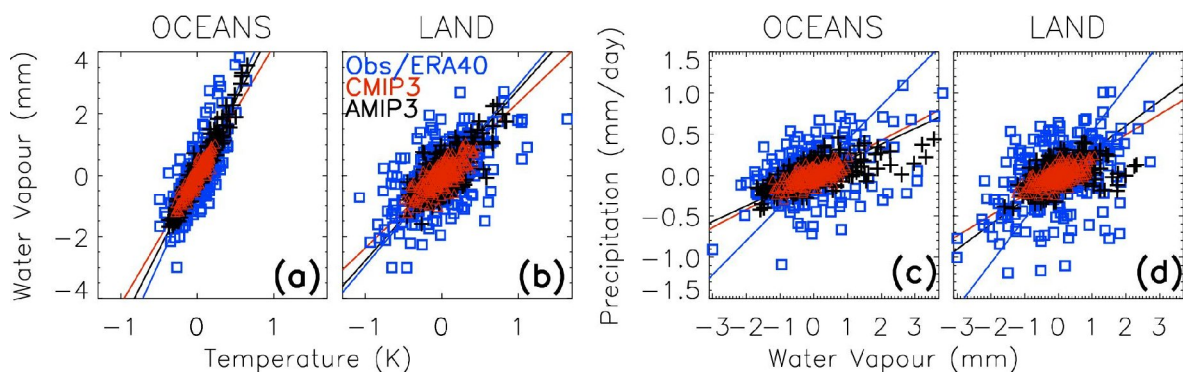 OCEANS LAND OCEANS LAND
Water Vapour (mm)
4
2
0
−2
−4
Obs/ERA40
CMIP3
AMIP3
(a) (b)
−1 0 1 −1 0 1
Temperature (K)
Precipitation (mm/day)
1.5
1.0
0.5
0.0
−0.5
−1.0
−1.5
(c) (d)
−3−2−1 0 1 2 3 −3−2−1 0 1 2 3
Water Vapour (mm)